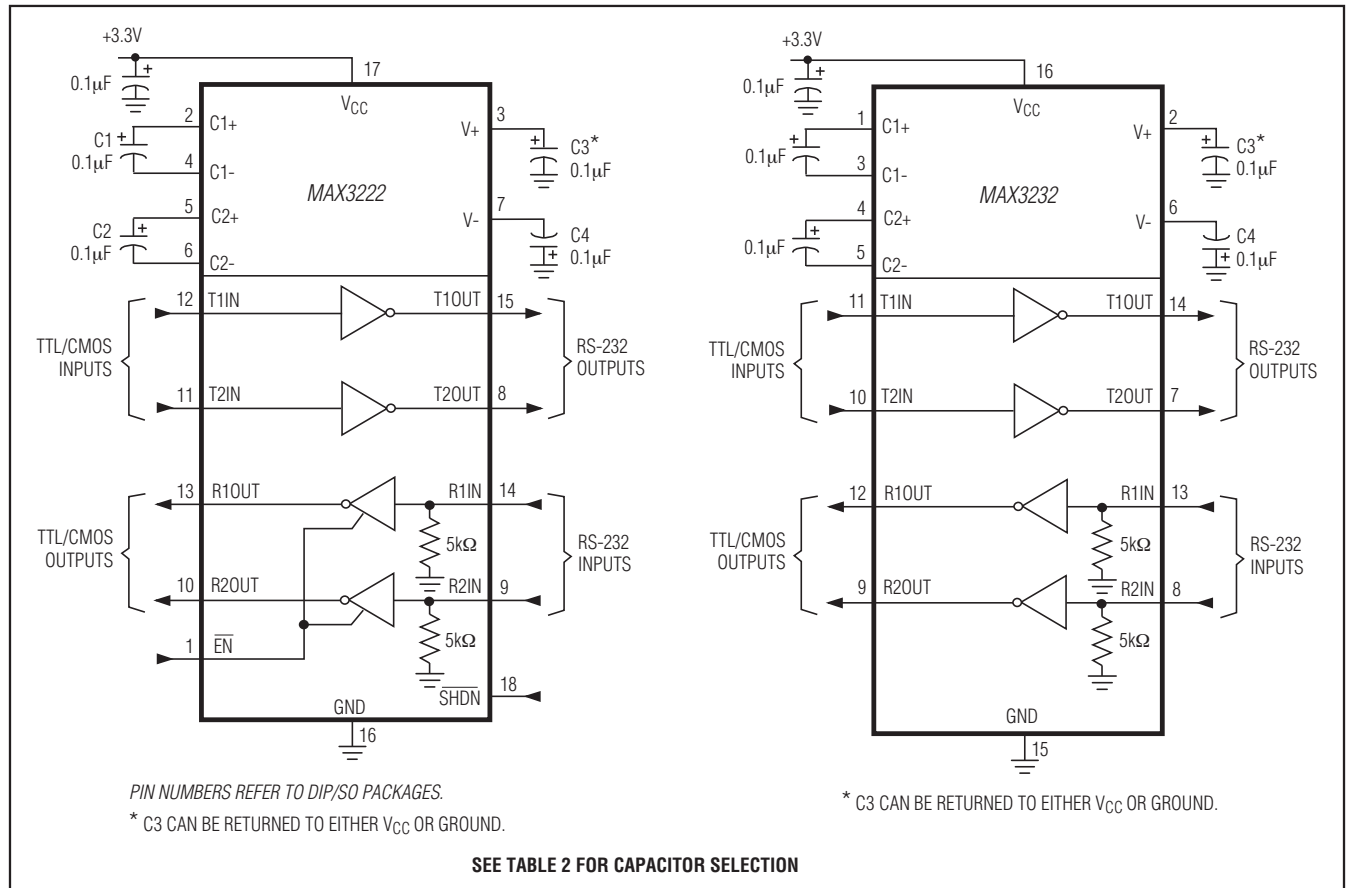 +3.3V
0.1µF
17
VCC
2
C1+
C1 +
0.1µF
4
C1-
MAX3222
V+
3
+
C3*
0.1µF
5
C2+
C2
+
0.1µF
6
C2-
V-
7
C4
+
0.1µF
12
T1IN
T1OUT
15
TTL/CMOS
INPUTS
RS-232
OUTPUTS
11
T2IN
T2OUT
8
13
R1OUT
R1IN
14
5kΩ
TTL/CMOS
OUTPUTS
RS-232
INPUTS
10
R2OUT
R2IN
9
5kΩ
1
EN
SHDN
18
GND
16
PIN NUMBERS REFER TO DIP/SO PACKAGES.
* C3 CAN BE RETURNED TO EITHER VCC OR GROUND.
+3.3V
+
0.1µF
16
VCC
1
C1+
+
0.1µF
3
C1-
MAX3232
V+
2
+
C3*
0.1µF
4
C2+
+
0.1µF
5
C2-
V-
6
C4
+
0.1µF
11
T1IN
T1OUT
14
TTL/CMOS
INPUTS
RS-232
OUTPUTS
10
T2IN
T2OUT
7
12
R1OUT
R1IN
13
5kΩ
TTL/CMOS
OUTPUTS
RS-232
INPUTS
9
R2OUT
R2IN
8
5kΩ
GND
15
* C3 CAN BE RETURNED TO EITHER VCC OR GROUND.
SEE TABLE 2 FOR CAPACITOR SELECTION